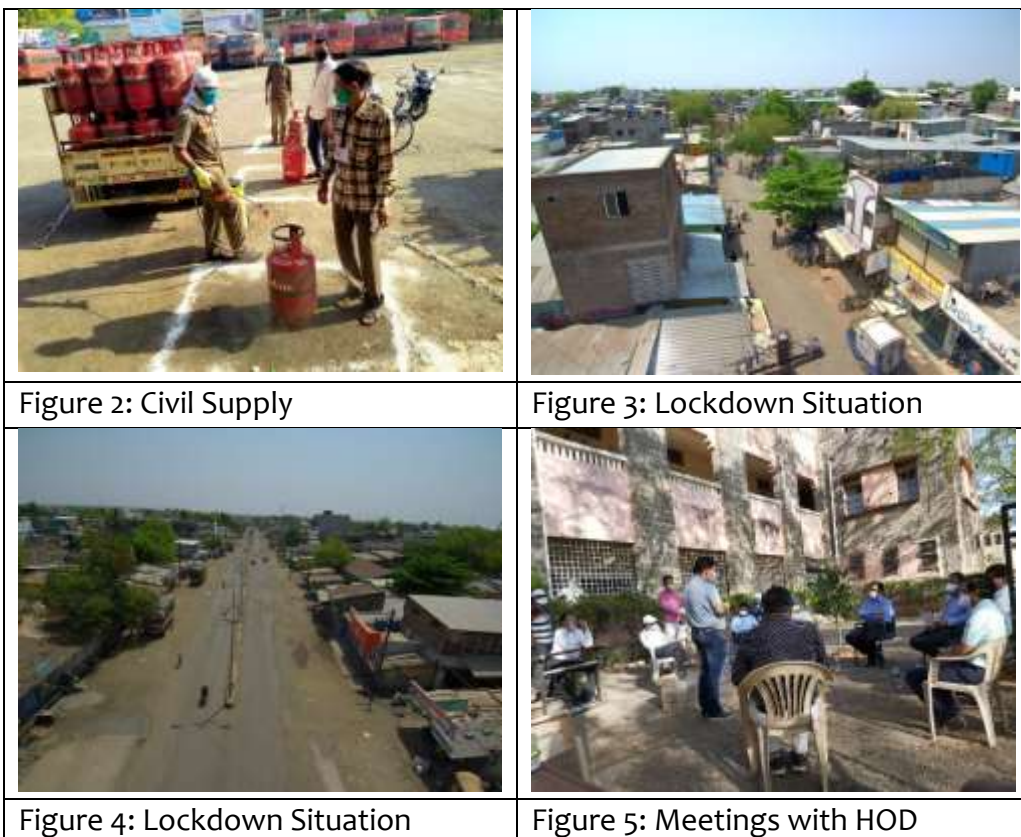 Figure 2: Civil Supply
Figure 3: Lockdown Situation
Figure 4: Lockdown Situation
Figure 5: Meetings with HOD